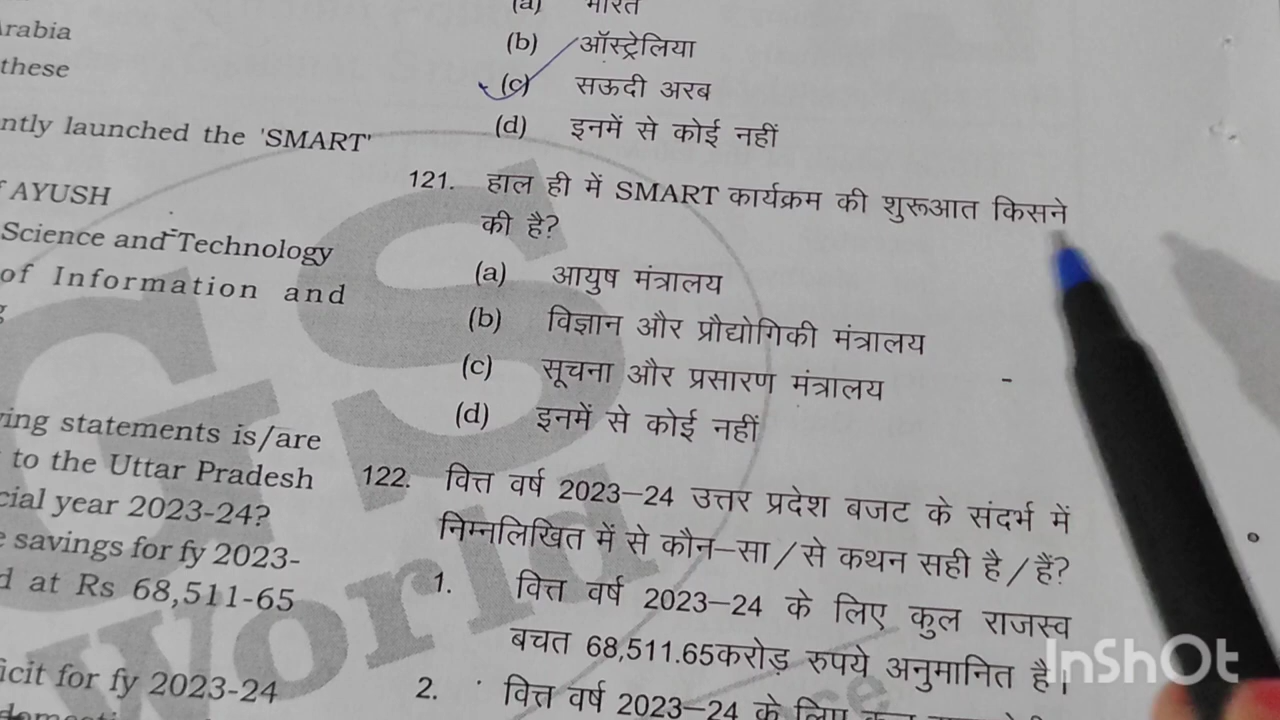 Arabia
these
ntly launched the 'SMART'
AYUSH
Science and Technology
of Information and
ving statements is/are
to the Uttar Pradesh
cial year 2023-24?
savings for fy 2023-
d at Rs 68,511-65
icit for fy 2023-24
(a) भारत
(b) ऑस्ट्रेलिया
(c) सऊदी अरब
(d) इनमें से कोई नहीं
121. हाल ही में SMART कार्यक्रम की शुरूआत किसने
की है?
(a) आयुष मंत्रालय
(b) विज्ञान और प्रौद्योगिकी मंत्रालय
(c) सूचना और प्रसारण मंत्रालय
(d) इनमें से कोई नहीं
122. वित्त वर्ष 2023–24 उत्तर प्रदेश बजट के संदर्भ में
निम्नलिखित में से कौन–सा / से कथन सही है / हैं?
1. वित्त वर्ष 2023–24 के लिए कुल राजस्व
बचत 68,511.65करोड़ रुपये अनुमानित है।
2. वित्त वर्ष 2023–24 के लिए कुल
GS
World
InShOt